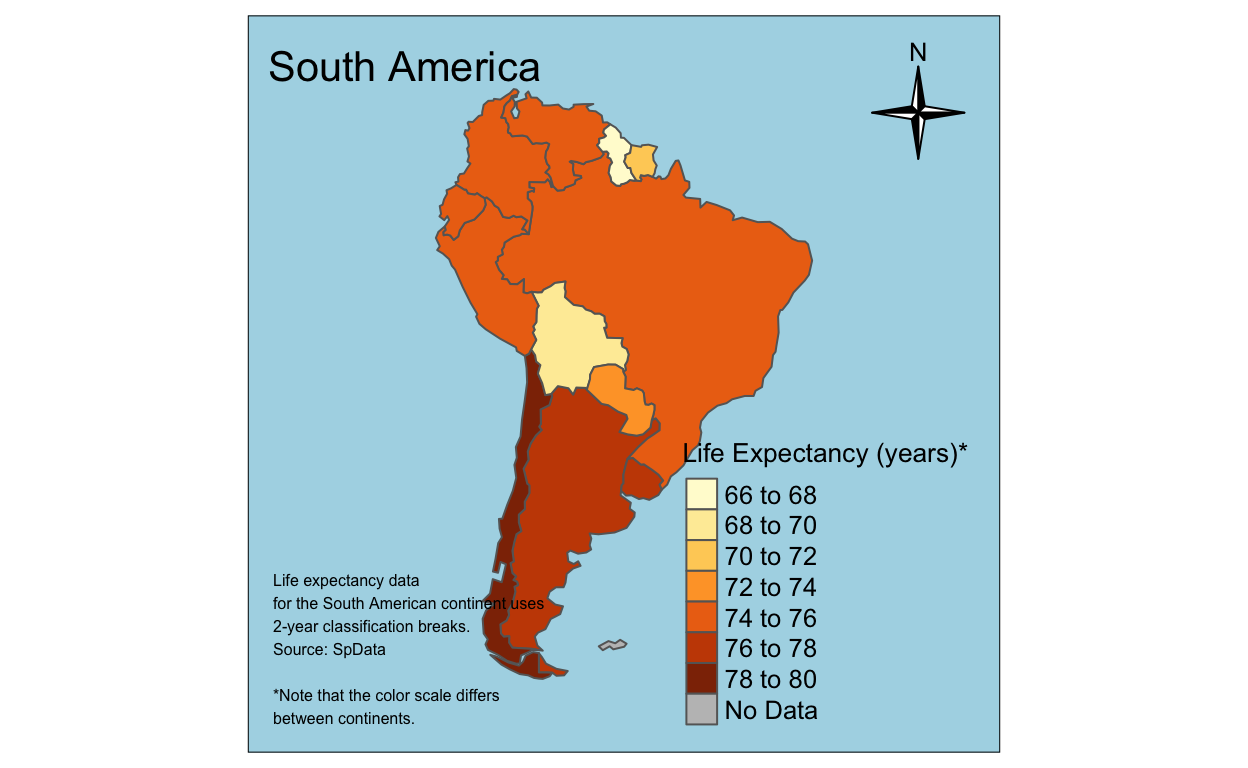 South America
N
Life Expectancy (years)*
66 to 68
68 to 70
70 to 72
72 to 74
74 to 76
76 to 78
78 to 80
No Data
Life expectancy data
for the South American continent uses
2-year classification breaks.
Source: SpData
*Note that the color scale differs
between continents.